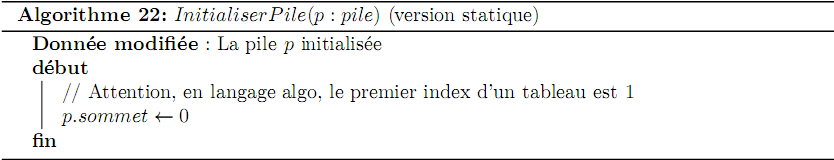 Algorithme 22: InitialiserPile(p : pile) (version statique)
Donnée modifiée : La pile p initialisée
début
// Attention, en langage algo, le premier index d'un tableau est 1
p.sommet ← 0
fin